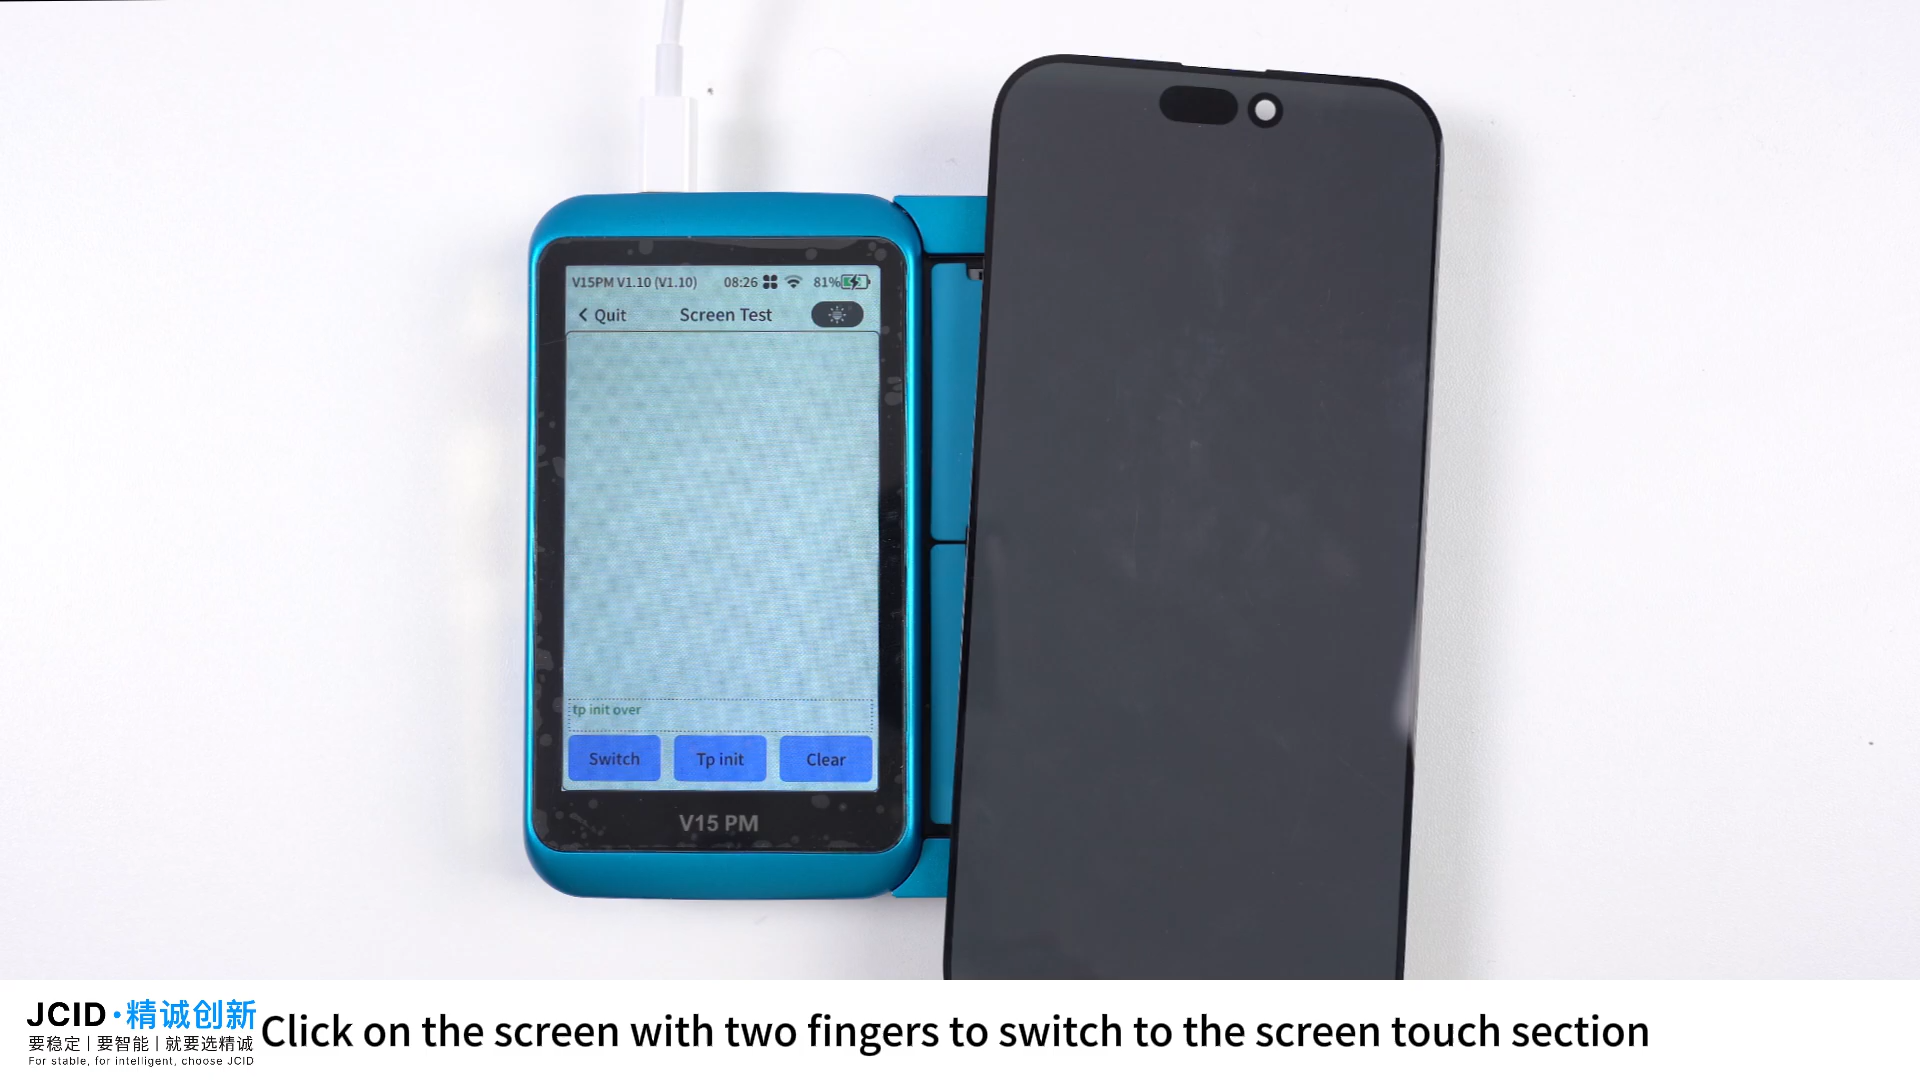 V15PM V1.10 (V1.10) 08:26 81%
Quit Screen Test
tp init over
Switch Tp init Clear
V15 PM
JCID·精诚创新
要稳定|要智能|就要选精诚
For stable, for intelligent, choose JCID
Click on the screen with two fingers to switch to the screen touch section